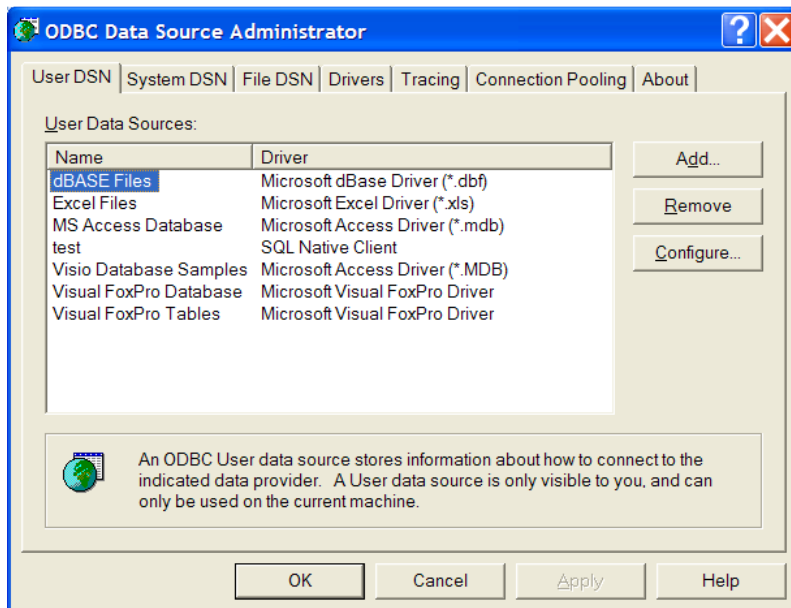 ODBC Data Source Administrator
User DSN System DSN File DSN Drivers Tracing Connection Pooling About
User Data Sources:
Name Driver
dBASE Files Microsoft dBase Driver (*.dbf)
Excel Files Microsoft Excel Driver (*.xls)
MS Access Database Microsoft Access Driver (*.mdb)
test SQL Native Client
Visio Database Samples Microsoft Access Driver (*.MDB)
Visual FoxPro Database Microsoft Visual FoxPro Driver
Visual FoxPro Tables Microsoft Visual FoxPro Driver
Add...
Remove
Configure...
An ODBC User data source stores information about how to connect to the
indicated data provider. A User data source is only visible to you, and can
only be used on the current machine.
OK Cancel Apply Help